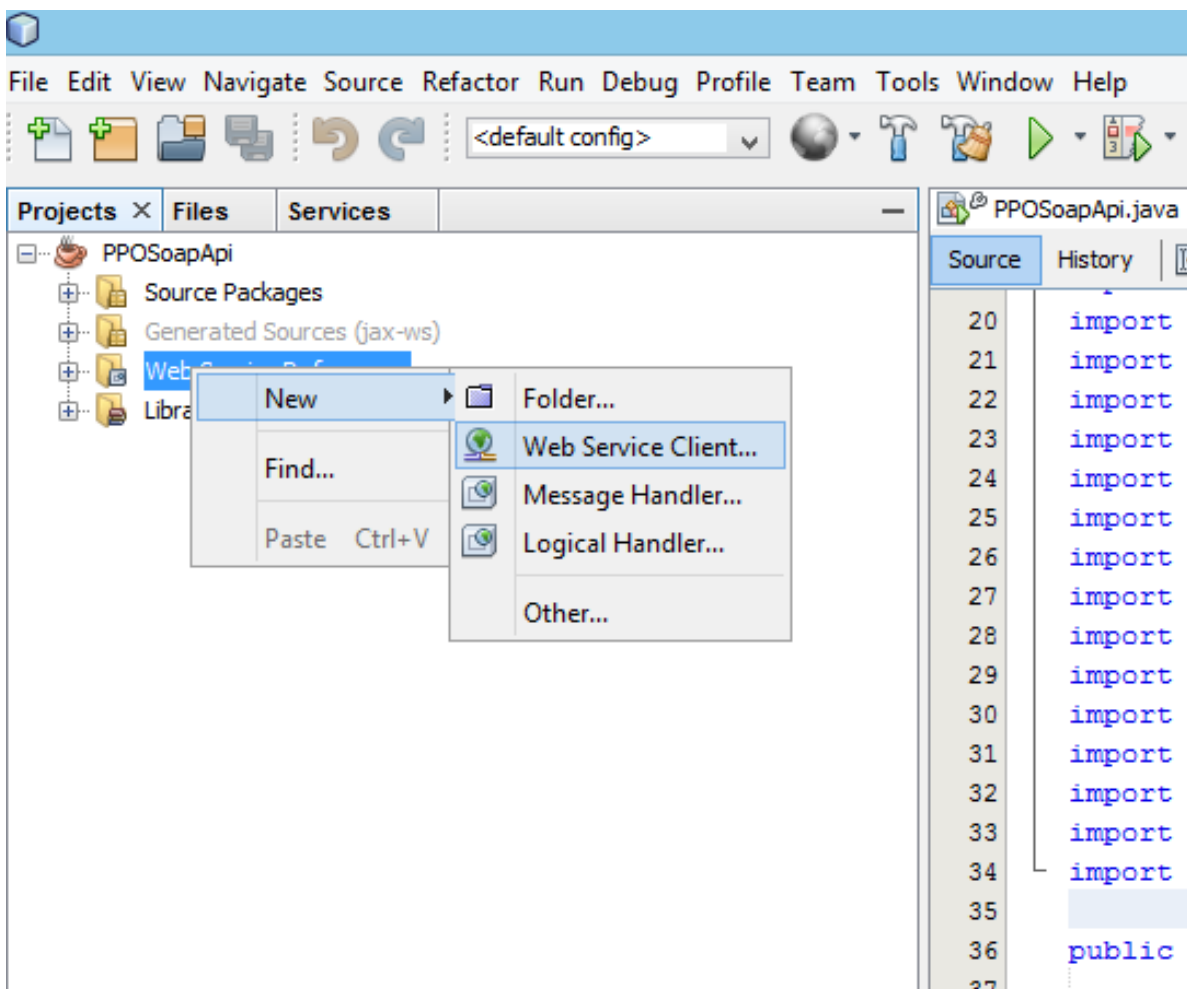 File Edit View Navigate Source Refactor Run Debug Profile Team Tools Window Help
<default config>
Projects Files Services
PPOSoapApi.java
PPOSoapApi
Source History
Source Packages
Generated Sources (jax-ws)
Web
Libra
New
Find...
Paste Ctrl+V
Folder...
Web Service Client...
Message Handler...
Logical Handler...
Other...
20 import
21 import
22 import
23 import
24 import
25 import
26 import
27 import
28 import
29 import
30 import
31 import
32 import
33 import
34 import
35
36 public
37